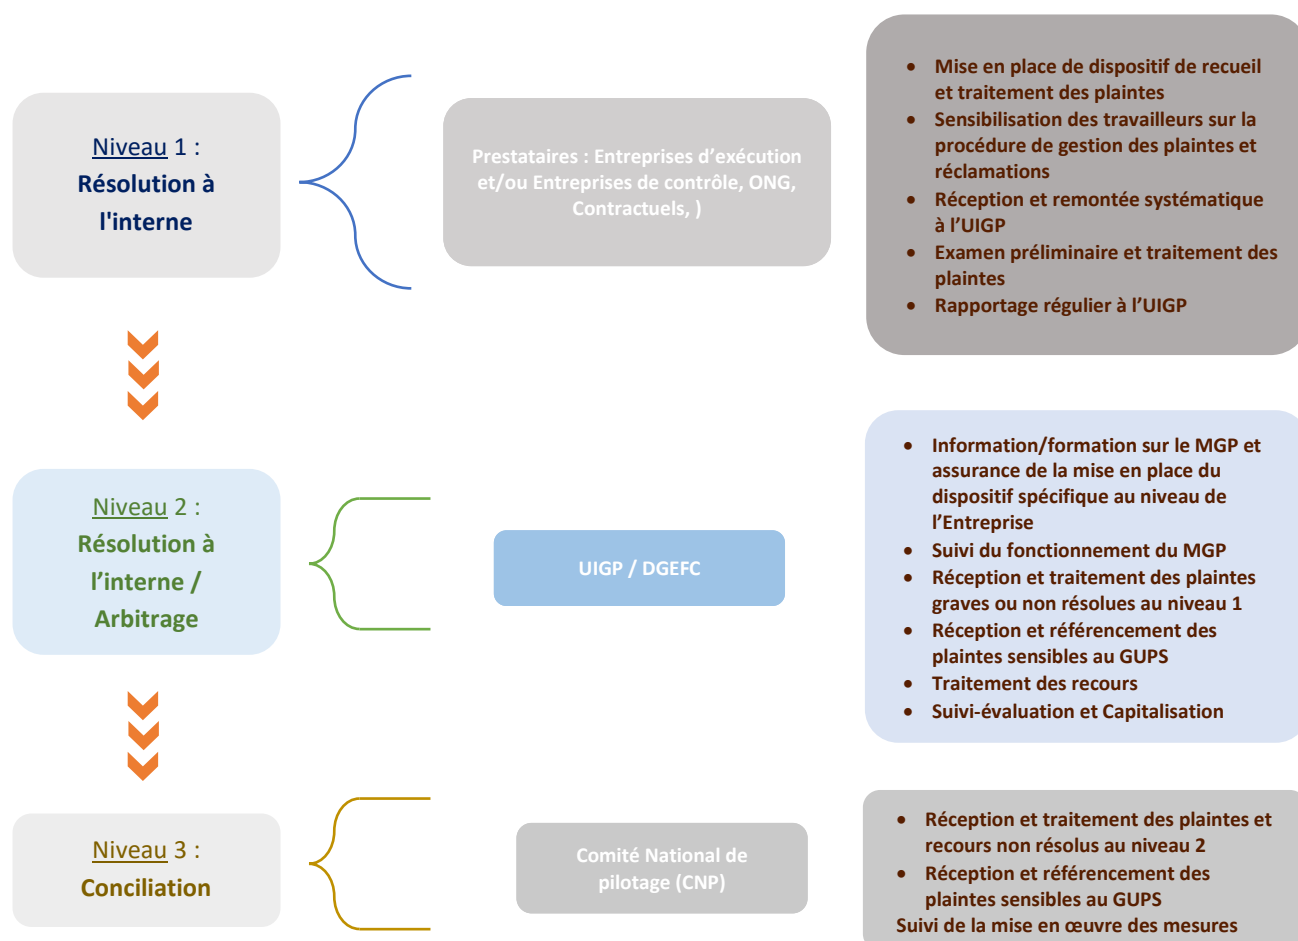 Niveau 1 :
Résolution à
l'interne
Prestataires : Entreprises d’exécution
et/ou Entreprises de contrôle, ONG,
Contractuels, )
• Mise en place de dispositif de recueil
et traitement des plaintes
• Sensibilisation des travailleurs sur la
procédure de gestion des plaintes et
réclamations
• Réception et remontée systématique
à l’UIGP
• Examen préliminaire et traitement des
plaintes
• Rapportage régulier à l’UIGP
Niveau 2 :
Résolution à
l’interne /
Arbitrage
UIGP / DGEFC
• Information/formation sur le MGP et
assurance de la mise en place du
dispositif spécifique au niveau de
l’Entreprise
• Suivi du fonctionnement du MGP
• Réception et traitement des plaintes
graves ou non résolues au niveau 1
• Réception et référencement des
plaintes sensibles au GUPS
• Traitement des recours
• Suivi-évaluation et Capitalisation
Niveau 3 :
Conciliation
Comité National de
pilotage (CNP)
• Réception et traitement des plaintes et
recours non résolus au niveau 2
• Réception et référencement des
plaintes sensibles au GUPS
Suivi de la mise en œuvre des mesures